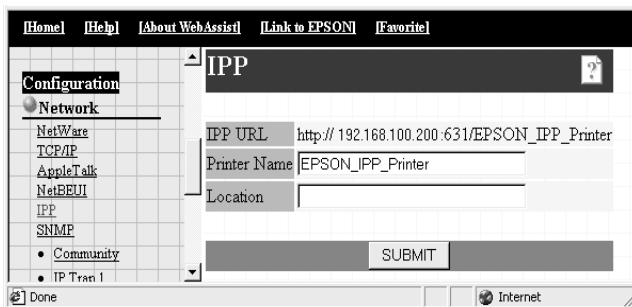 [Home] [Help] [About WebAssist] [Link to EPSON] [Favorite]
Configuration
Network
NetWare
TCP/IP
AppleTalk
NetBEUI
IPP
SNMP
• Community
• IP Trap 1
IPP
?
IPP URL http:// 192.168.100.200 :631/EPSON_IPP_Printer
Printer Name EPSON_IPP_Printer
Location
SUBMIT
Done
Internet